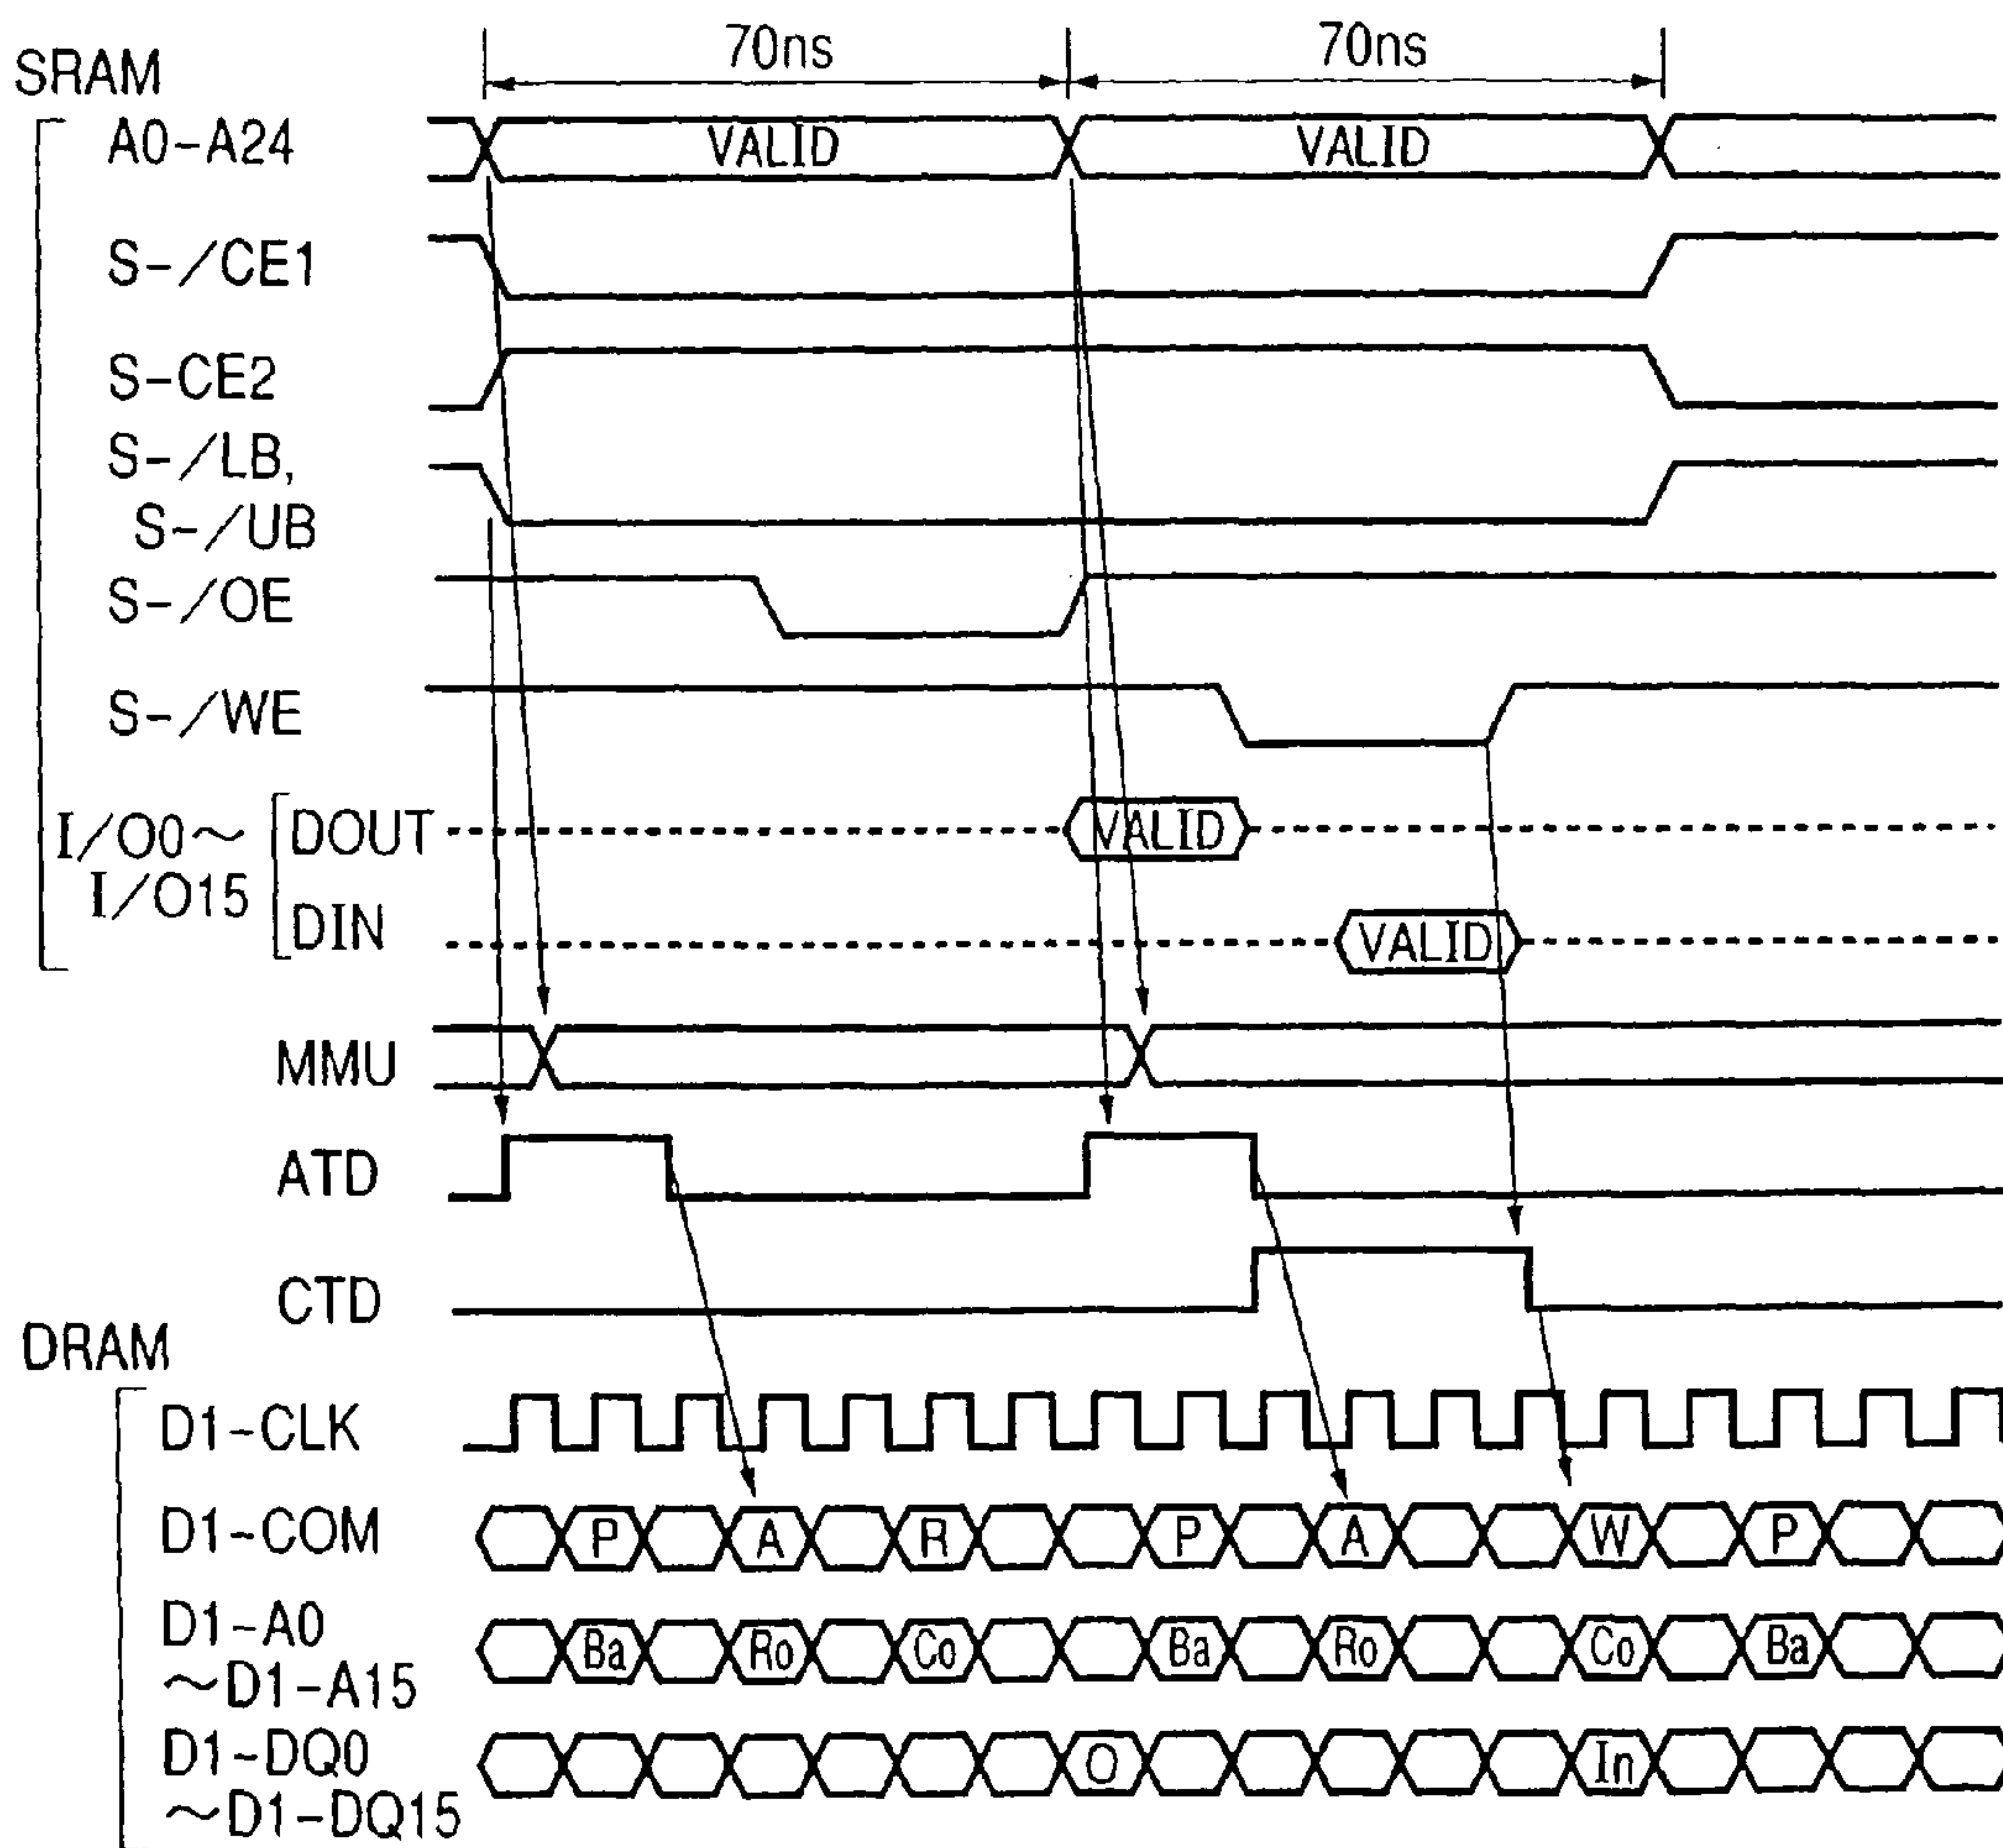 70ns 70ns
SRAM
A0-A24 VALID VALID
S-/CE1
S-CE2
S-/LB,
S-/UB
S-/OE
S-/WE
I/O0~ DOUT VALID
I/O15
DIN VALID
MMU
ATD
CTD
DRAM
D1-CLK
D1-COM P A R P A W P
D1-A0 Ba Ro Co Ba Ro Co Ba
~D1-A15
D1-DQ0 O In
~D1-DQ15